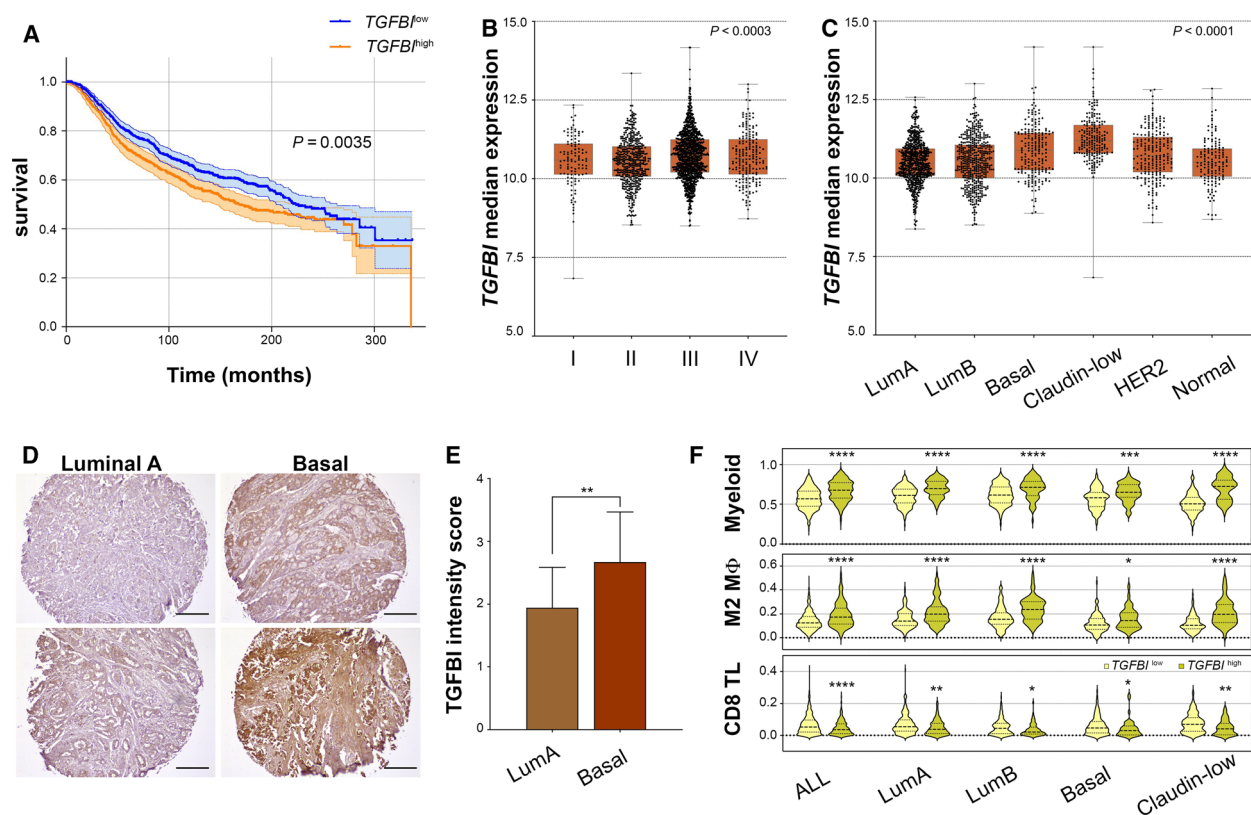 A
TGFBI low
TGFBI high
P = 0.0035
survival
1.0
0.8
0.6
0.4
0.2
0.0
0
100
200
300
Time (months)
B
P < 0.0003
TGFBI median expression
15.0
12.5
10.0
7.5
5.0
I
II
III
IV
C
P < 0.0001
TGFBI median expression
15.0
12.5
10.0
7.5
5.0
LumA
LumB
Basal
Claudin-low
HER2
Normal
D
Luminal A
Basal
E
TGFBI intensity score
4
3
2
1
0
**
LumA
Basal
F
Myeloid
1.0
0.5
0.0
****
****
****
***
****
M2 MΦ
0.6
0.4
0.2
0.0
****
****
****
*
****
CD8 TL
0.4
0.2
0.0
TGFBI low
TGFBI high
****
**
*
*
**
ALL
LumA
LumB
Basal
Claudin-low